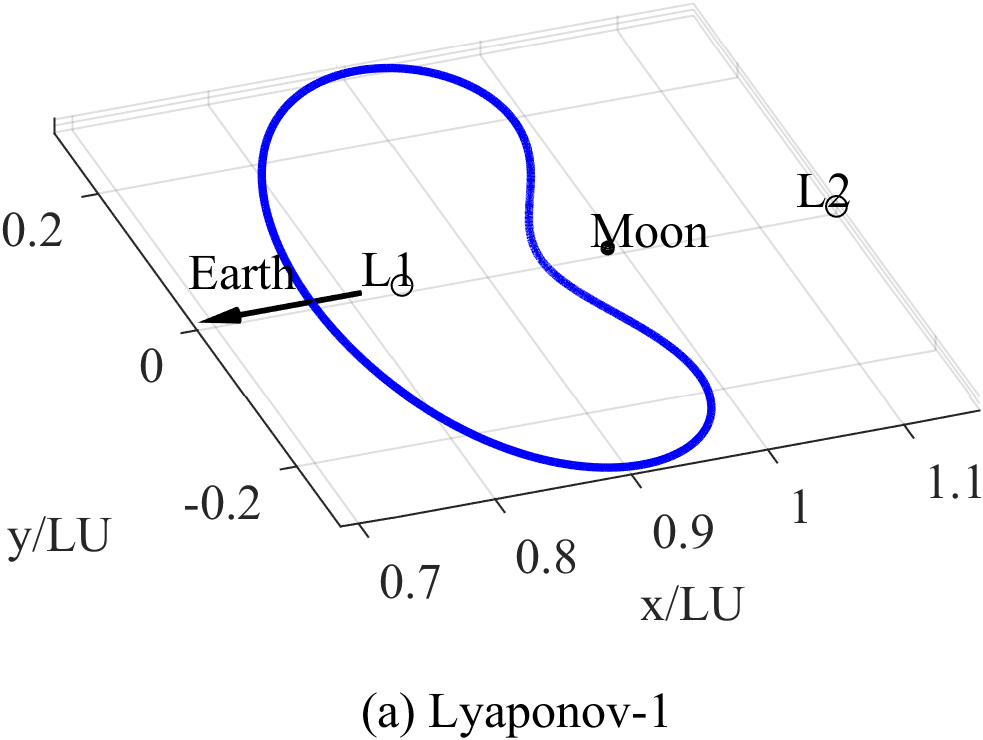 L2
0.2
Moon
Earth
L1
0
-0.2
y/LU
0.7
0.8
0.9
1
1.1
x/LU
(a) Lyaponov-1